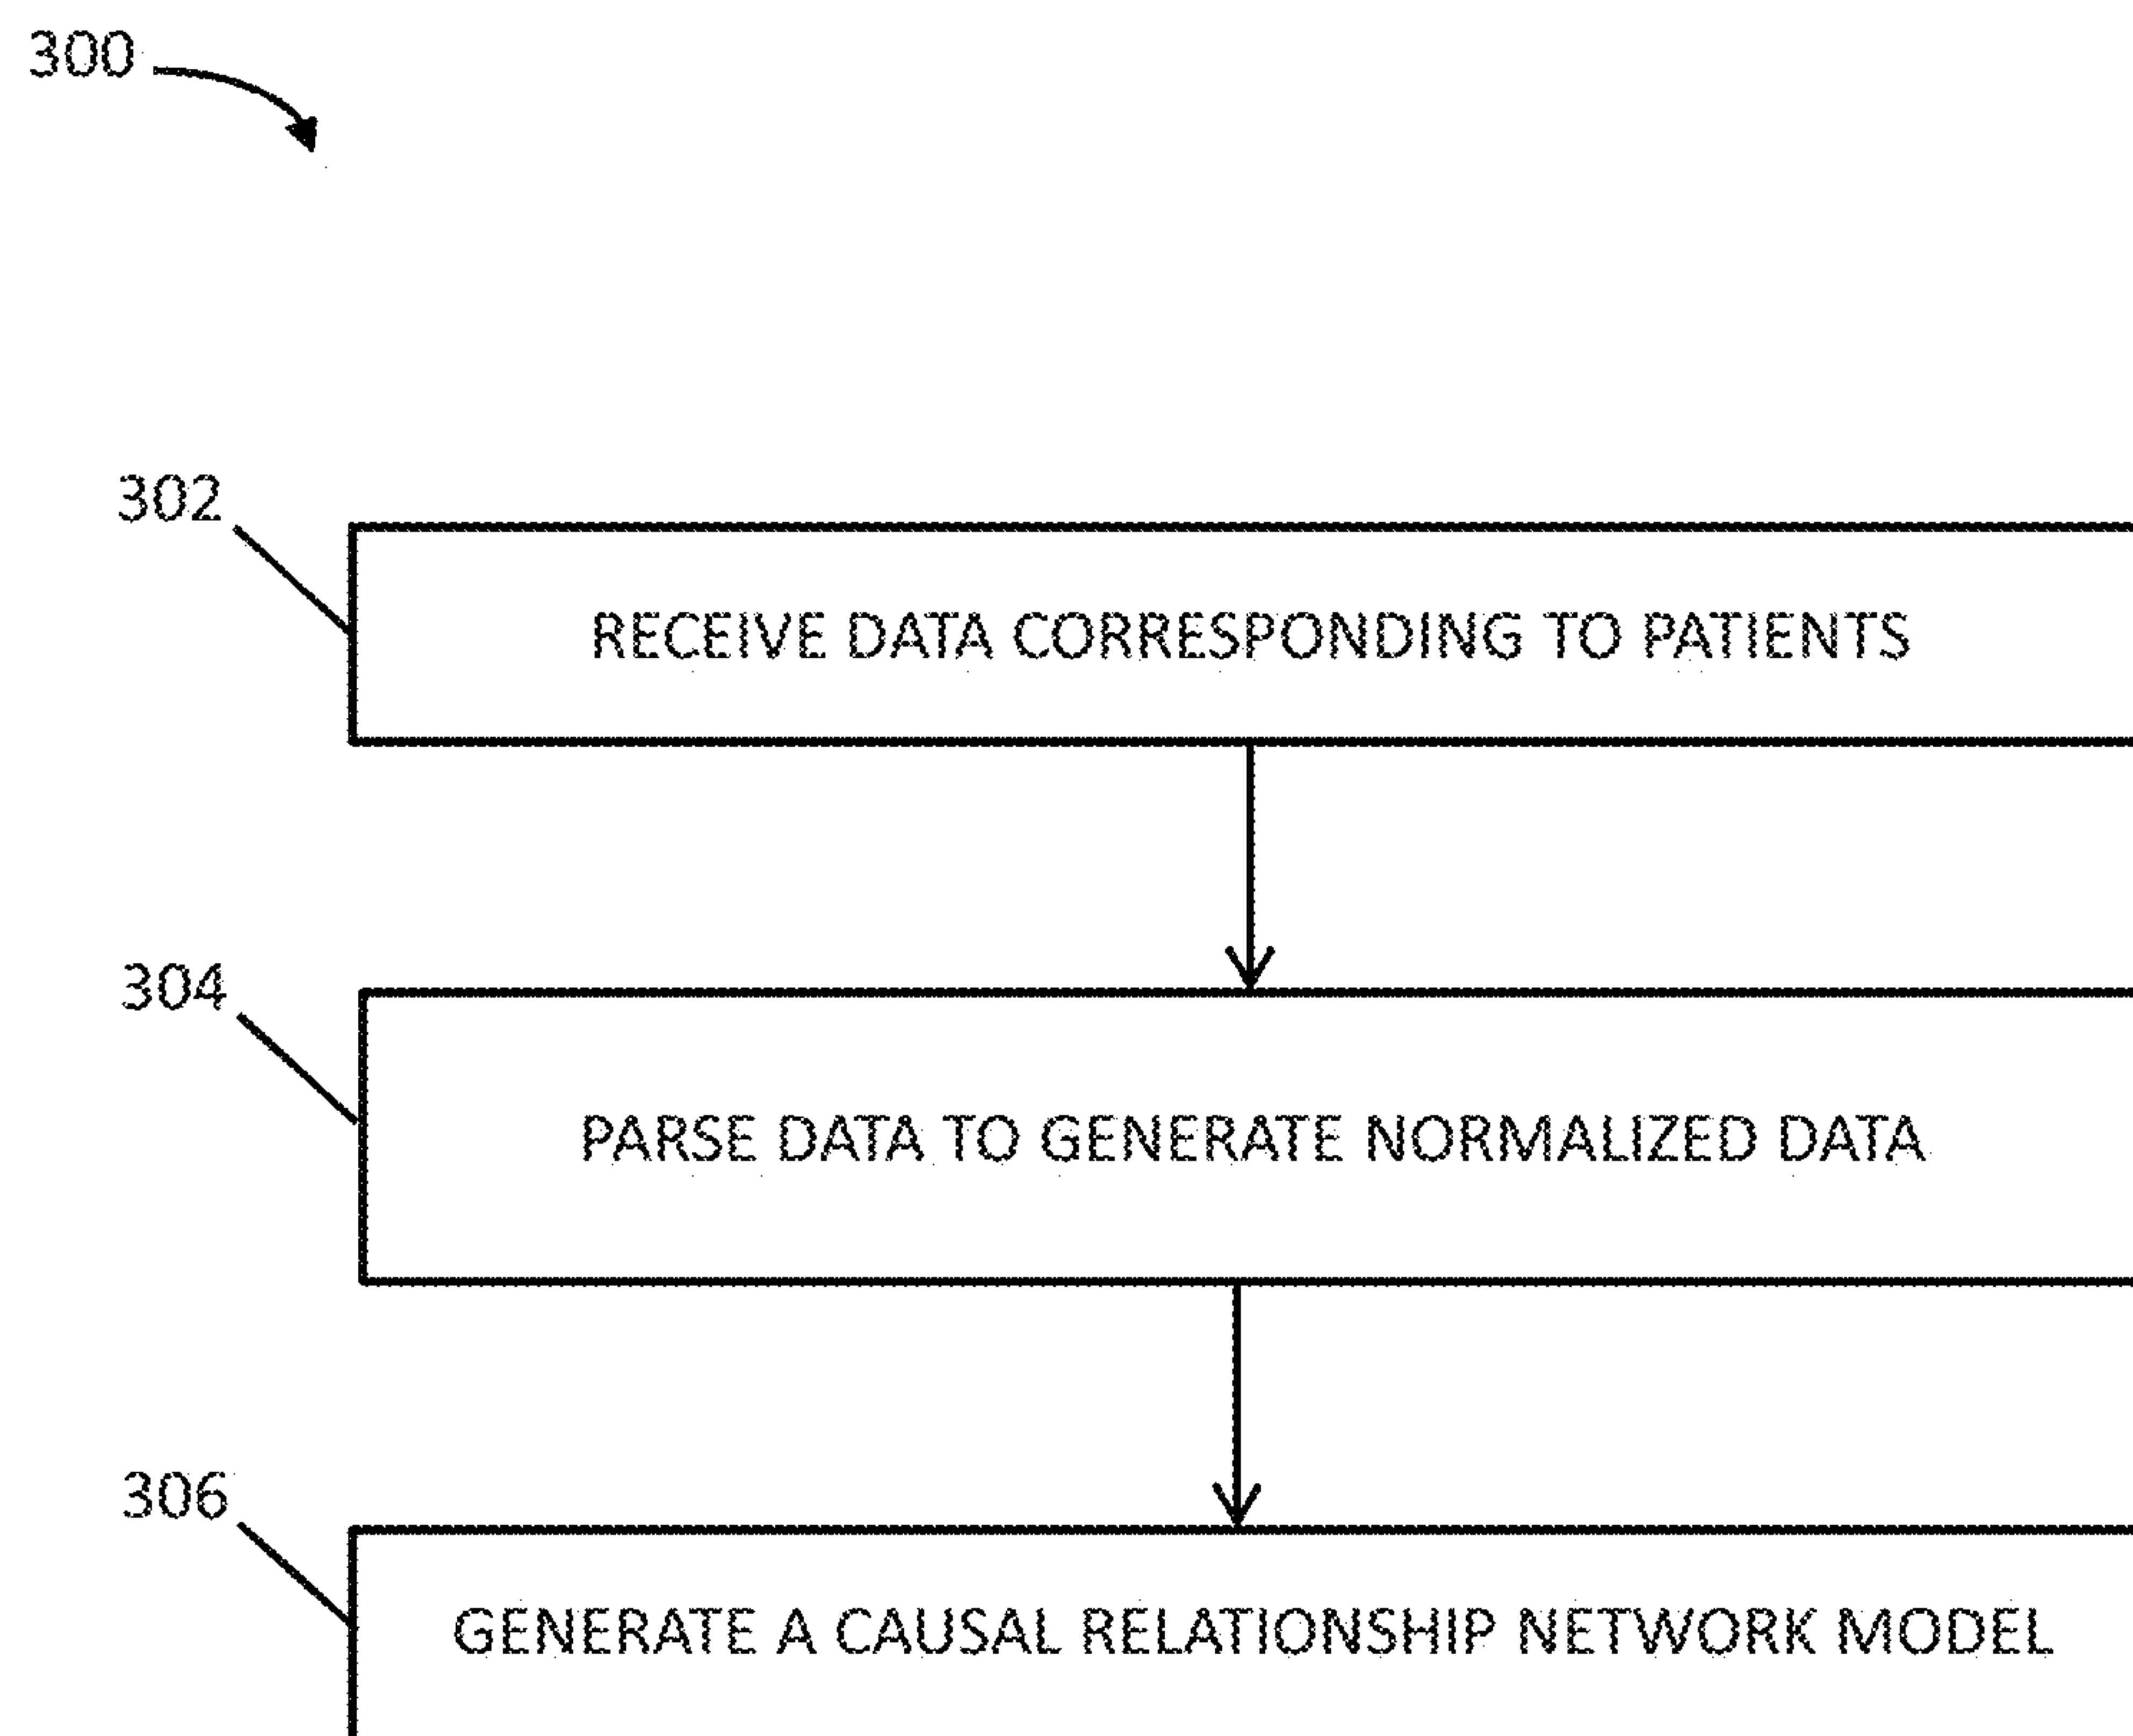 300
302
RECEIVE DATA CORRESPONDING TO PATIENTS
304
PARSE DATA TO GENERATE NORMALIZED DATA
306
GENERATE A CAUSAL RELATIONSHIP NETWORK MODEL